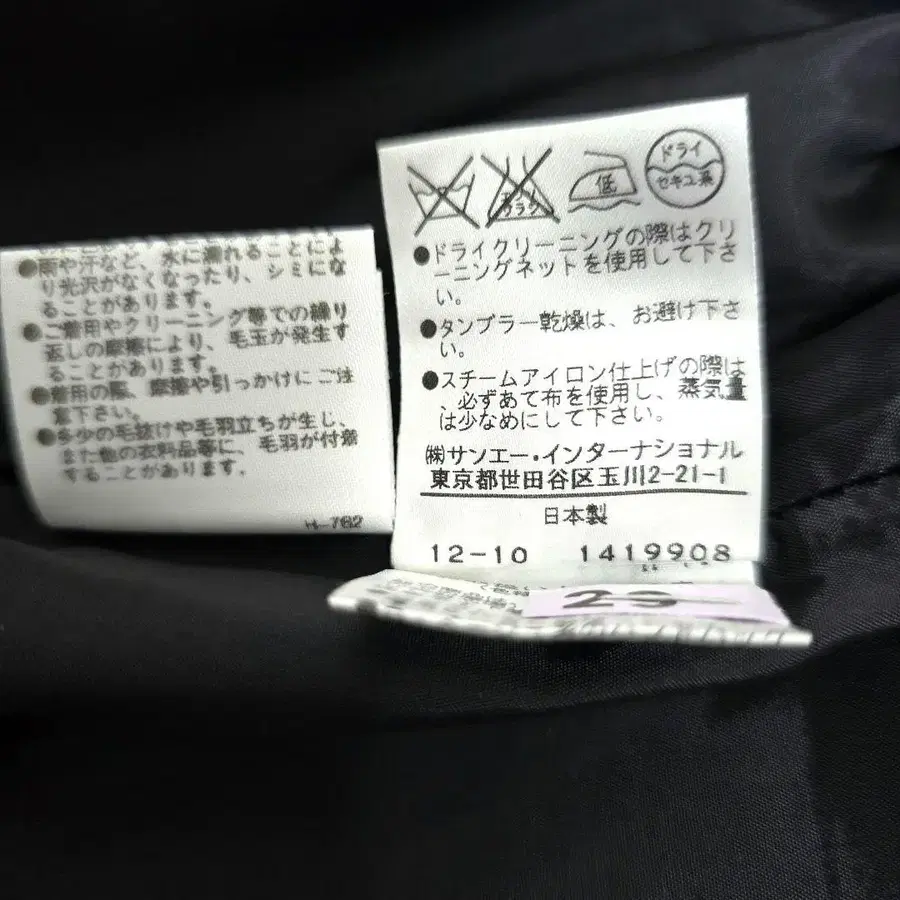 ●雨や汗など、水に濡れることによ
り光沢がなくなったり、シミにな
ることがあります。
●ご着用やクリーニング等での繰り
返しの摩擦により、毛玉が発生す
ることがあります。
●着用の際、摩擦や引っかけにご注
意下さい。
●多少の毛抜けや毛羽立ちが生じ、
また他の衣料品等に、毛羽が付着
することがあります。
H-762
エンソ
サラシ
低
ドライ
セキユ系
●ドライクリーニングの際はクリ
ーニングネットを使用して下さ
い。
●タンブラー乾燥は、お避け下さ
い。
●スチームアイロン仕上げの際は
、必ずあて布を使用し、蒸気量
は少なめにして下さい。
㈱サンエー・インターナショナル
東京都世田谷区玉川2-21-1
日本製
12-10 1419908